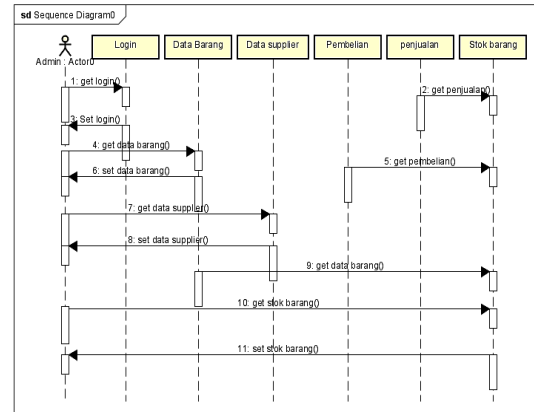 sd Sequence Diagram0
Admin : Actor0
Login
Data Barang
Data supplier
Pembelian
penjualan
Stok barang
1: get login()
2: get penjualan()
3: Set login()
4: get data barang()
5: get pembelian()
6: set data barang()
7: get data supplier()
8: set data supplier()
9: get data barang()
10: get stok barang()
11: set stok barang()